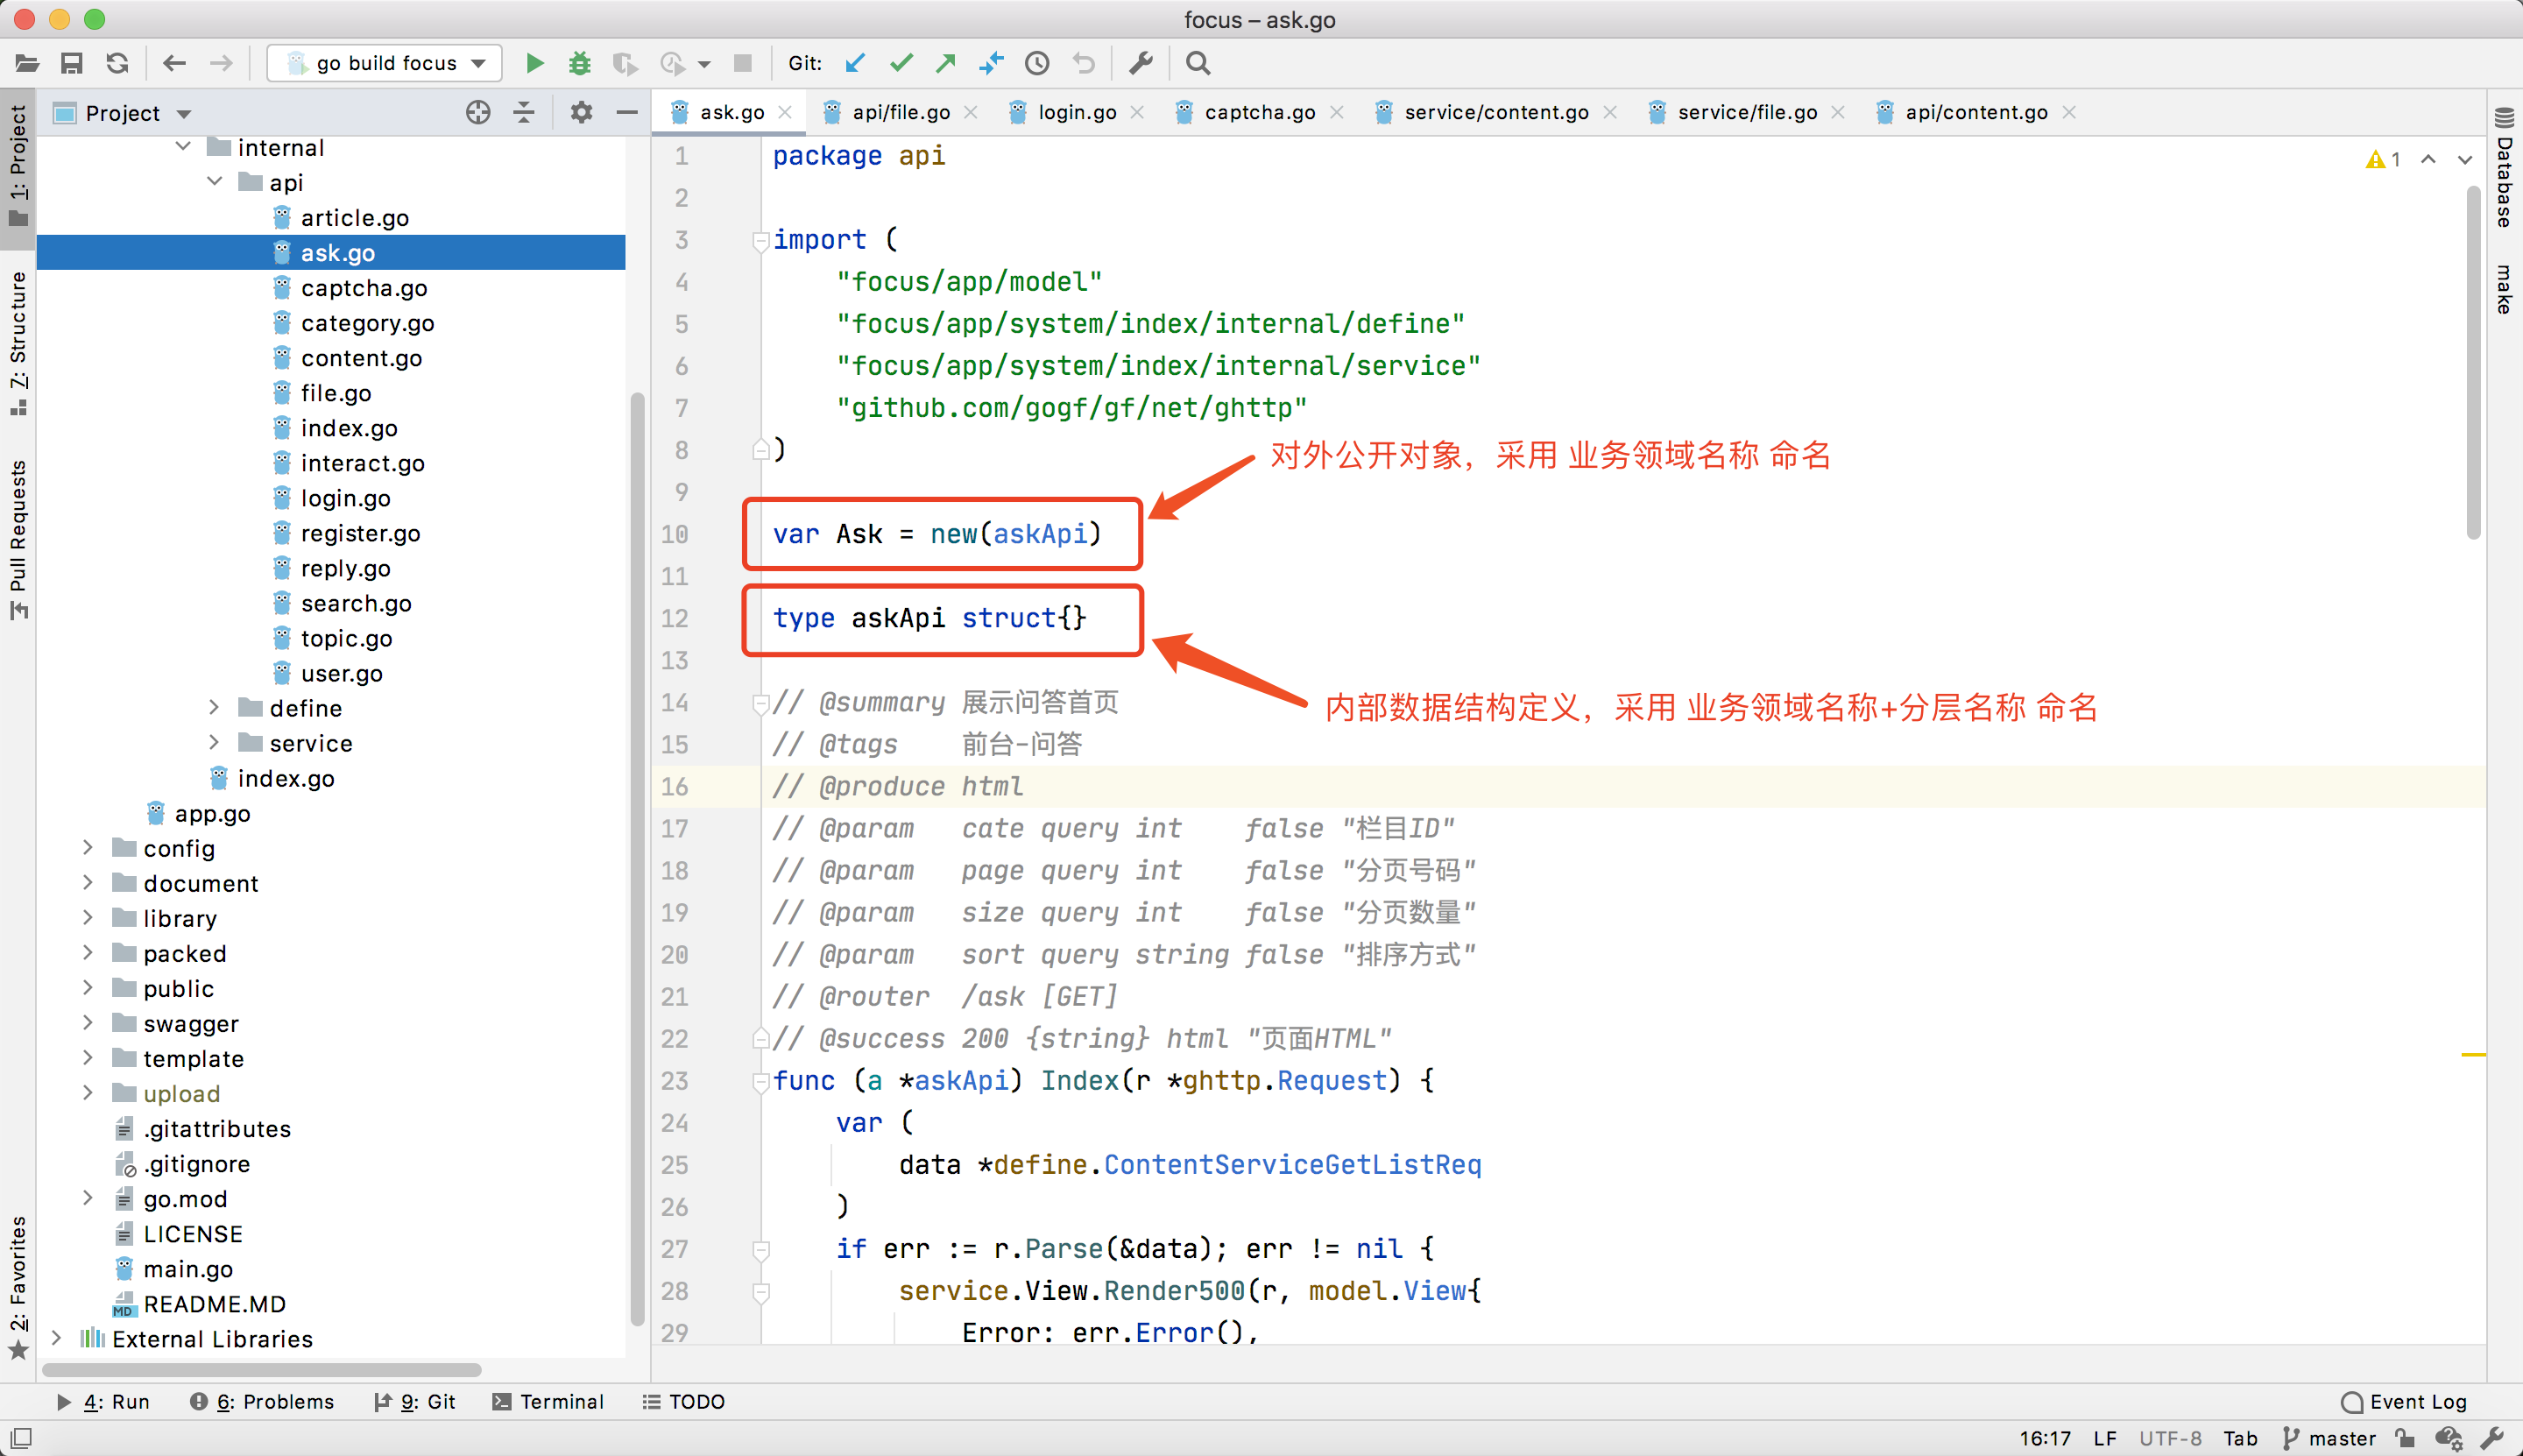 focus – ask.go
go build focus
Git:
1: Project
7: Structure
Pull Requests
2: Favorites
Project
internal
api
article.go
ask.go
captcha.go
category.go
content.go
file.go
index.go
interact.go
login.go
register.go
reply.go
search.go
topic.go
user.go
define
service
index.go
app.go
config
document
library
packed
public
swagger
template
upload
.gitattributes
.gitignore
go.mod
LICENSE
main.go
MD README.MD
External Libraries
ask.go api/file.go login.go captcha.go service/content.go service/file.go api/content.go
1
1 package api
2
3 import (
4 "focus/app/model"
5 "focus/app/system/index/internal/define"
6 "focus/app/system/index/internal/service"
7 "github.com/gogf/gf/net/ghttp"
8 )
对外公开对象，采用 业务领域名称 命名
9
10 var Ask = new(askApi)
11
12 type askApi struct{}
13
内部数据结构定义，采用 业务领域名称+分层名称 命名
14 // @summary 展示问答首页
15 // @tags 前台-问答
16 // @produce html
17 // @param cate query int false "栏目ID"
18 // @param page query int false "分页号码"
19 // @param size query int false "分页数量"
20 // @param sort query string false "排序方式"
21 // @router /ask [GET]
22 // @success 200 {string} html "页面HTML"
23 func (a *askApi) Index(r *ghttp.Request) {
24 var (
25 data *define.ContentServiceGetListReq
26 )
27 if err := r.Parse(&data); err != nil {
28 service.View.Render500(r, model.View{
29 Error: err.Error(),
Database
make
4: Run 6: Problems 9: Git Terminal TODO Event Log
16:17 LF UTF-8 Tab master